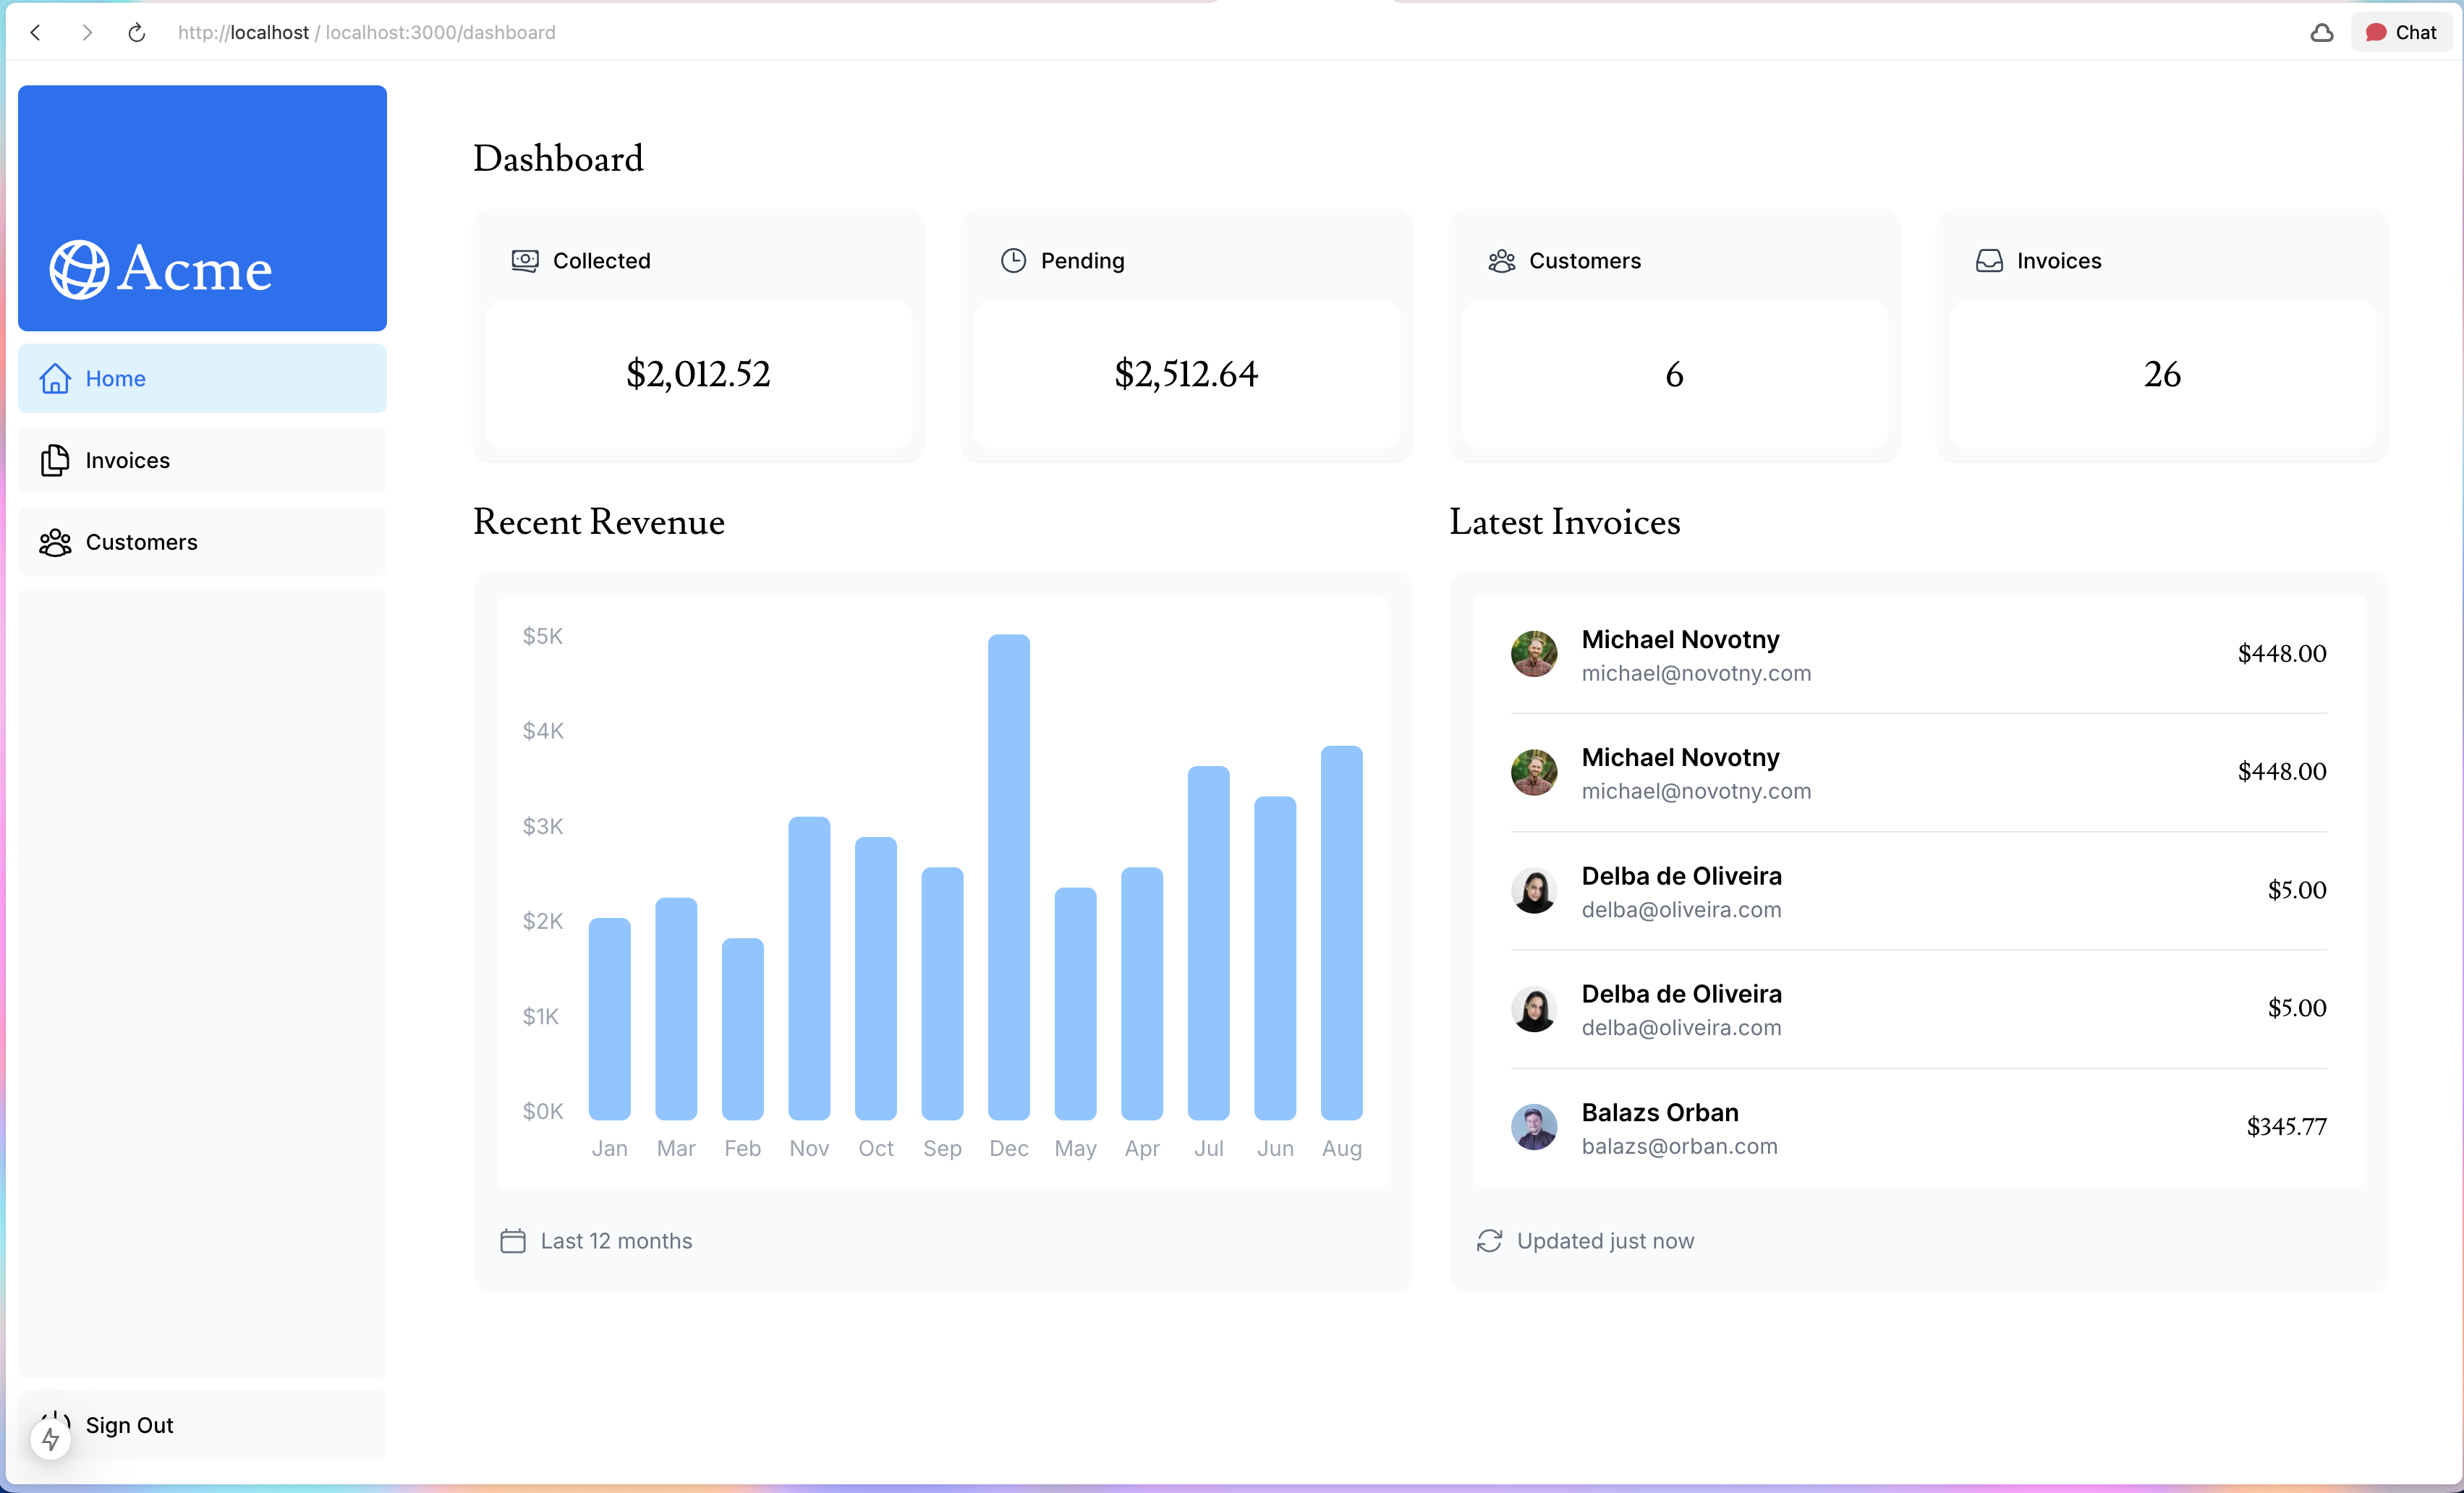 http://localhost / localhost:3000/dashboard
Chat
Acme
Home
Invoices
Customers
Sign Out
Dashboard
Collected
$2,012.52
Pending
$2,512.64
Customers
6
Invoices
26
Recent Revenue
$5K
$4K
$3K
$2K
$1K
$0K
Jan Mar Feb Nov Oct Sep Dec May Apr Jul Jun Aug
Last 12 months
Latest Invoices
Michael Novotny
michael@novotny.com
$448.00
Michael Novotny
michael@novotny.com
$448.00
Delba de Oliveira
delba@oliveira.com
$5.00
Delba de Oliveira
delba@oliveira.com
$5.00
Balazs Orban
balazs@orban.com
$345.77
Updated just now